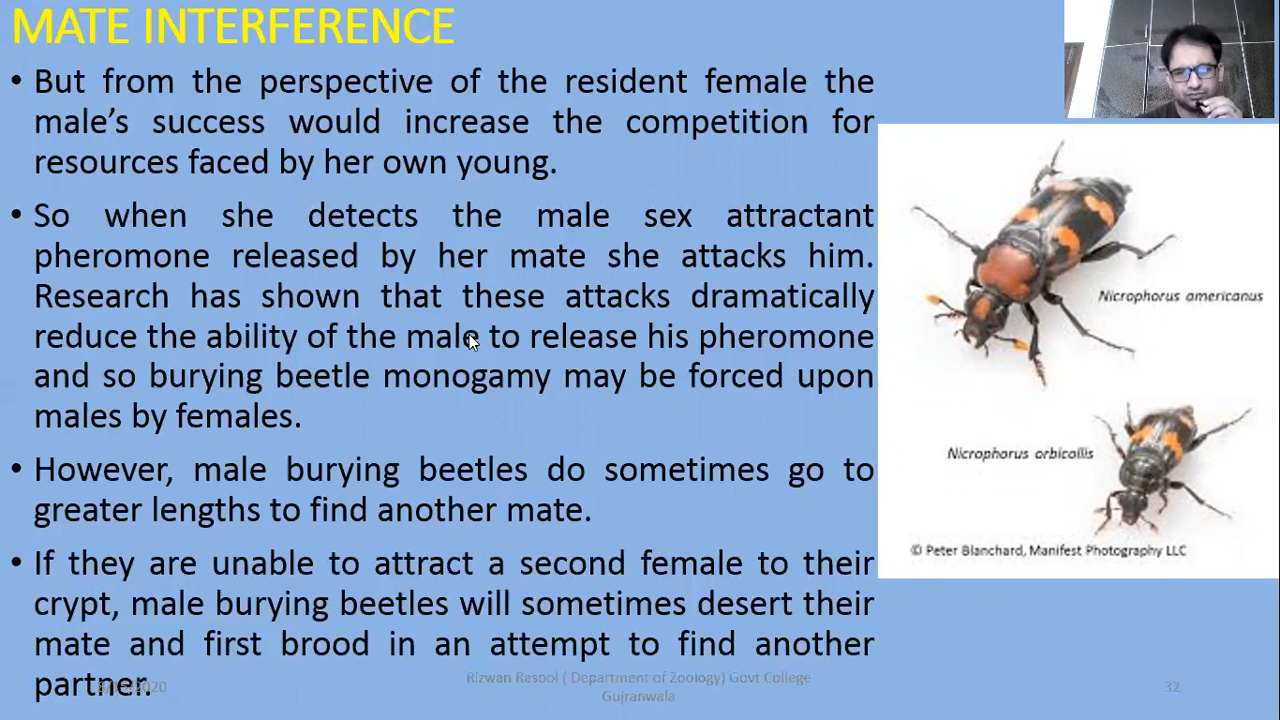 MATE INTERFERENCE
• But from the perspective of the resident female the
male's success would increase the competition for
resources faced by her own young.
• So when she detects the male sex attractant
pheromone released by her mate she attacks him.
Research has shown that these attacks dramatically
reduce the ability of the male to release his pheromone
and so burying beetle monogamy may be forced upon
males by females.
• However, male burying beetles do sometimes go to
greater lengths to find another mate.
• If they are unable to attract a second female to their
crypt, male burying beetles will sometimes desert their
mate and first brood in an attempt to find another
partner.
Nicrophorus americanus
Nicrophorus orbicollis
© Peter Blanchard, Manifest Photography LLC
2020
Rizwan Rasool ( Department of Zoology) Govt College
Gujranwala
32